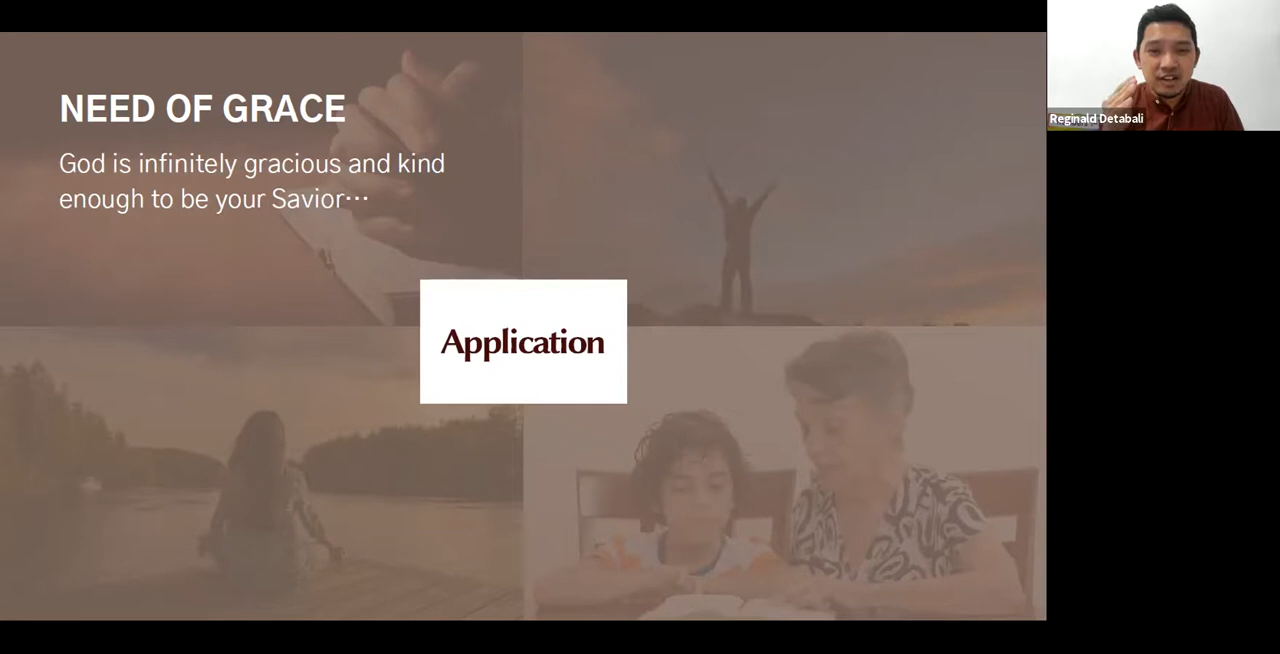 NEED OF GRACE
God is infinitely gracious and kind
enough to be your Savior…
Application
Reginald Detabali